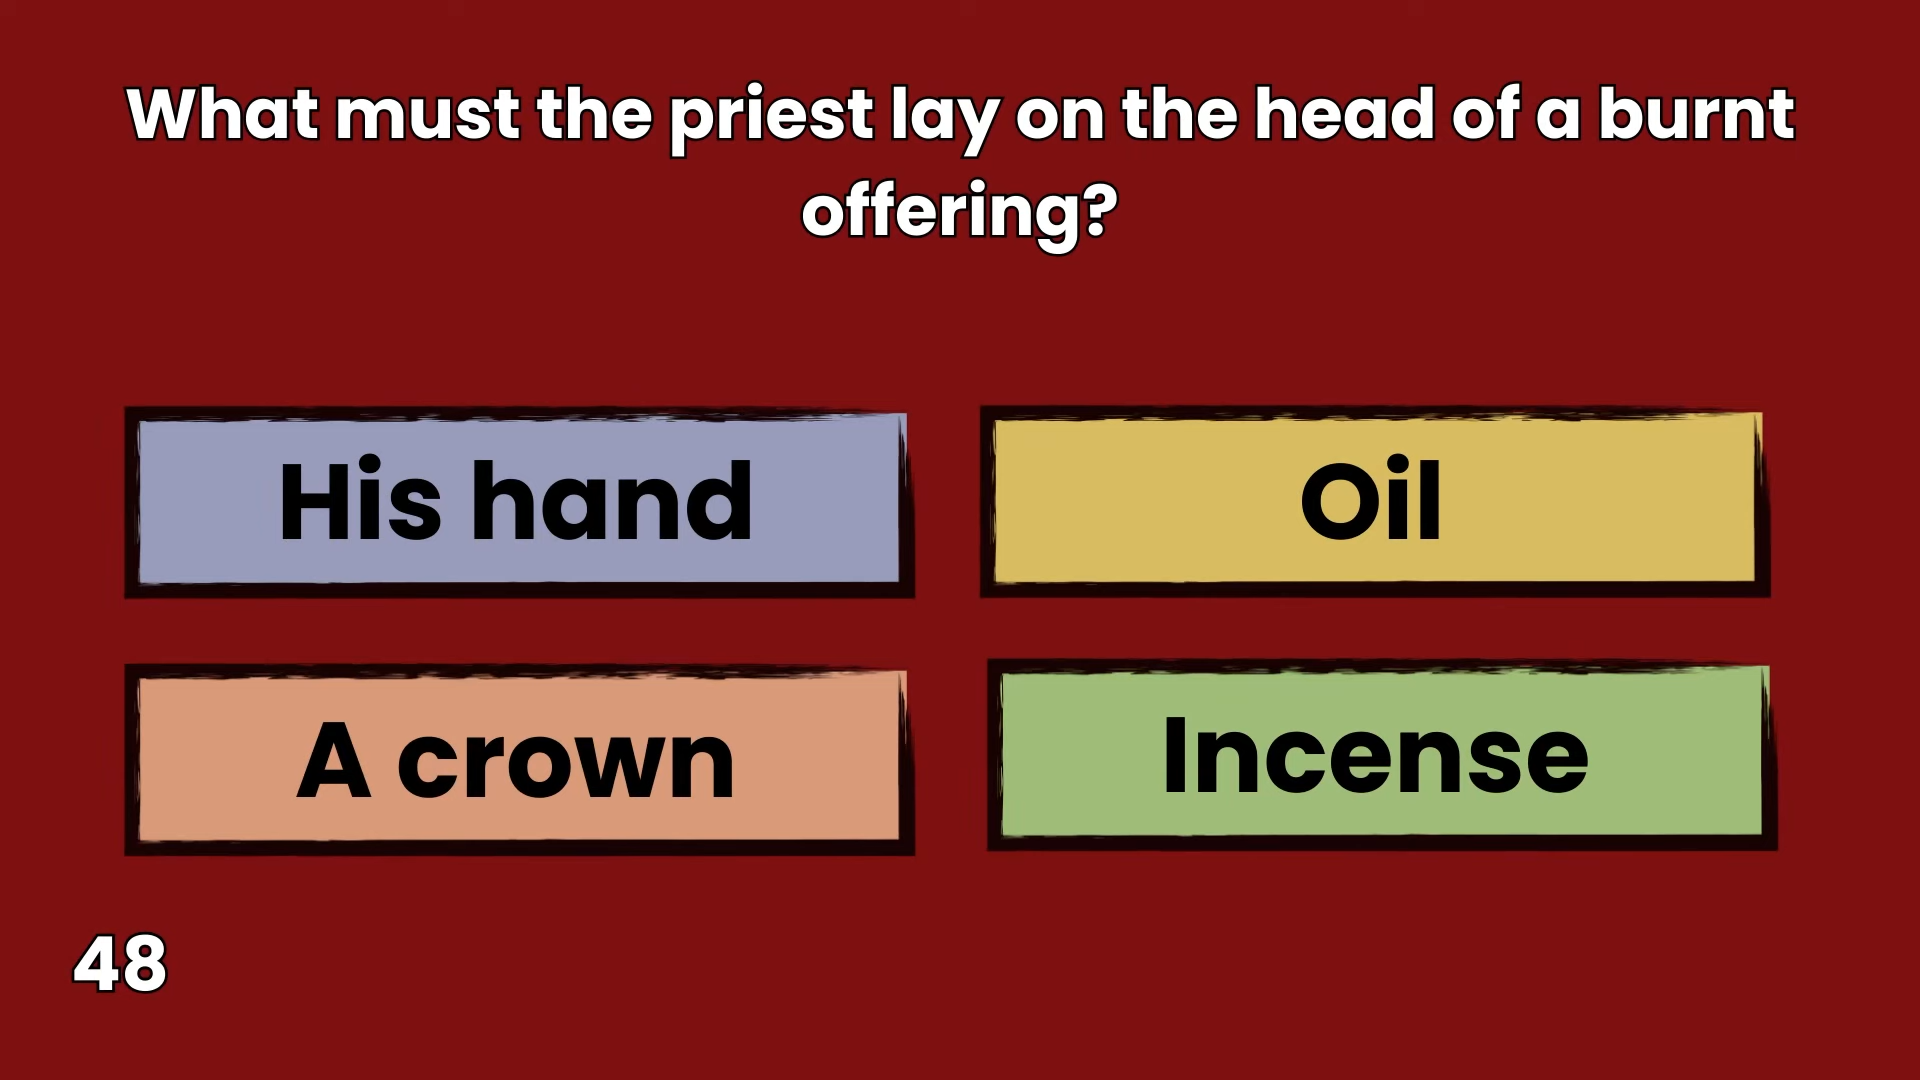 What must the priest lay on the head of a burnt
offering?
His hand
Oil
A crown
Incense
48